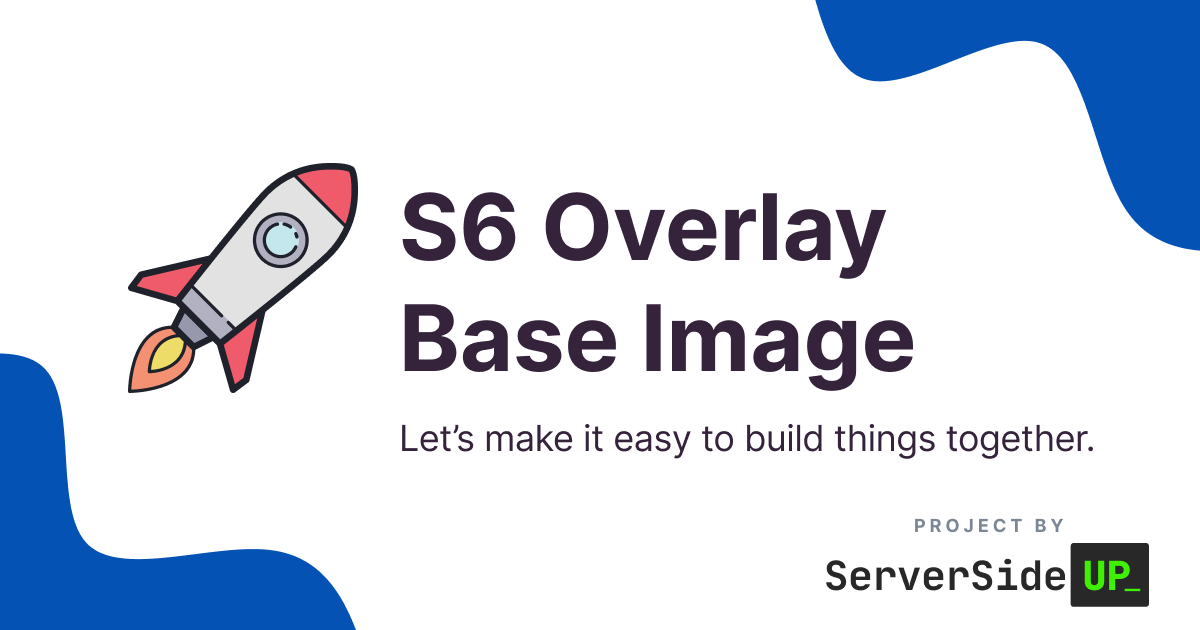 S6 Overlay
Base Image
Let’s make it easy to build things together.
PROJECT BY
ServerSide UP_